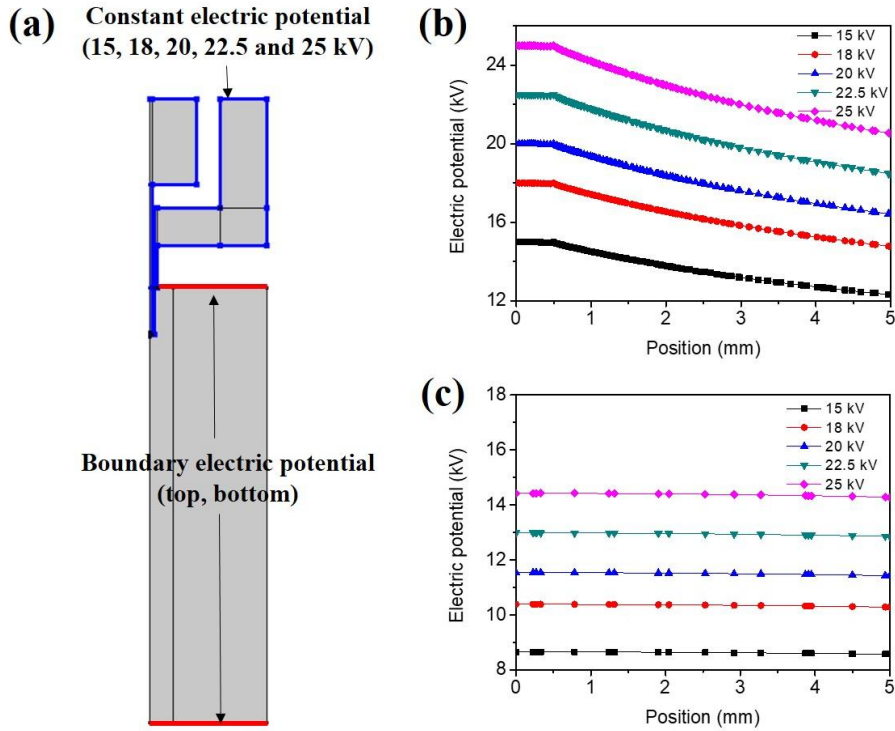 (a)
Constant electric potential
(15, 18, 20, 22.5 and 25 kV)
Boundary electric potential
(top, bottom)
(b)
15 kV
18 kV
20 kV
22.5 kV
25 kV
Electric potential (kV)
24
20
16
12
0 1 2 3 4 5
Position (mm)
(c)
15 kV
18 kV
20 kV
22.5 kV
25 kV
Electric potential (kV)
18
16
14
12
10
8
0 1 2 3 4 5
Position (mm)